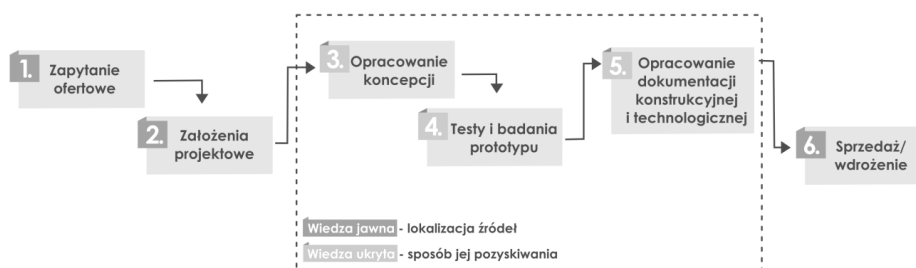 1. Zapytanie
ofertowe
2. Założenia
projektowe
3. Opracowanie
koncepcji
4. Testy i badania
prototypu
5. Opracowanie
dokumentacji
konstrukcyjnej
i technologicznej
6. Sprzedaż/
wdrożenie
Wiedza jawna - lokalizacja źródeł
Wiedza ukryta - sposób jej pozyskiwania